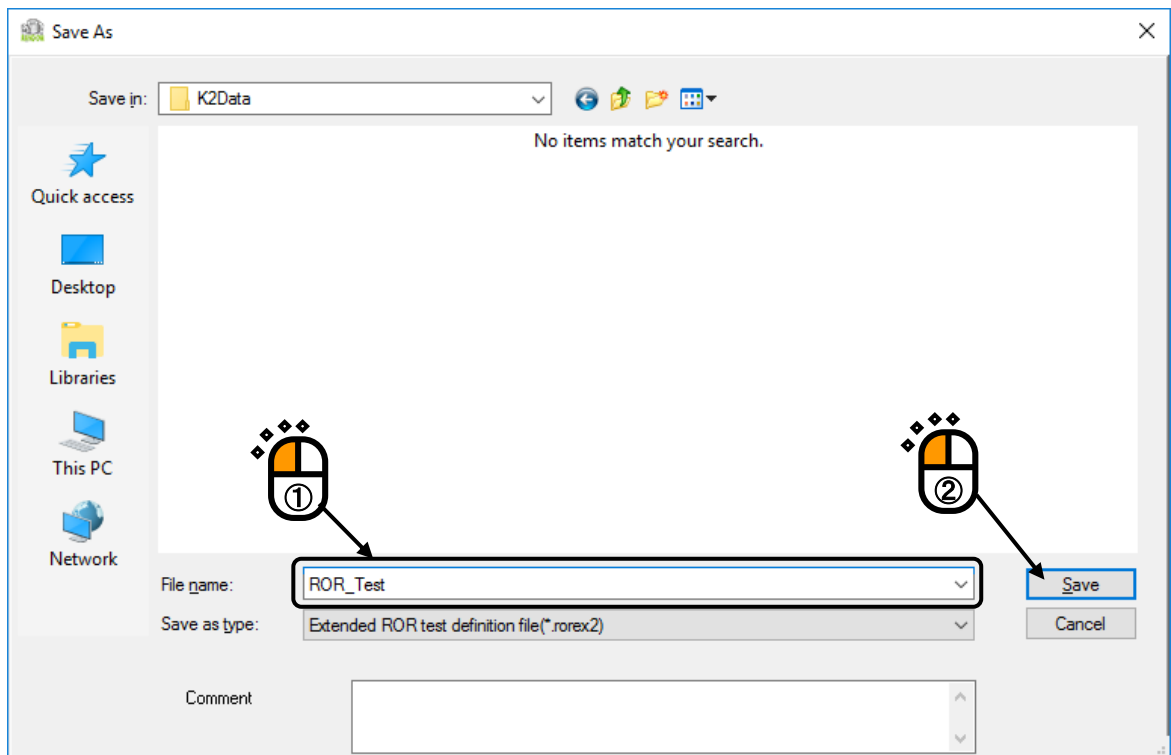 Save As
Save in: K2Data
No items match your search.
Quick access
Desktop
Libraries
This PC
Network
①
②
File name: ROR_Test Save
Save as type: Extended ROR test definition file(*.rorex2) Cancel
Comment